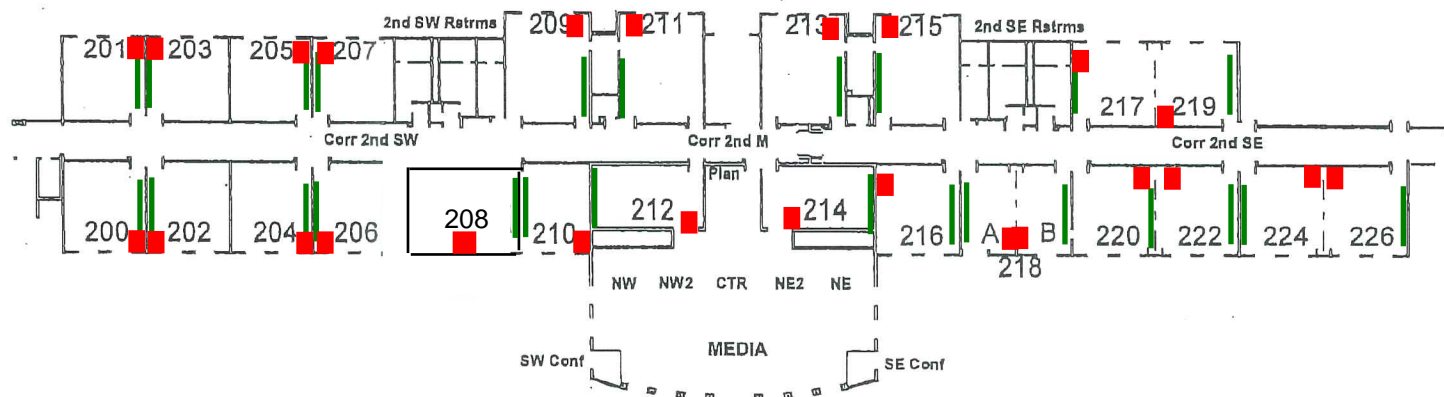 2nd SW Rstrms 209 211 213 215 2nd SE Rstrms
201 203 205 207
217 219
Corr 2nd SW Corr 2nd M Corr 2nd SE
Plan
200 202 204 206 208 210 212 214 216 A B 220 222 224 226
218
NW NW2 CTR NE2 NE
MEDIA
SW Conf SE Conf